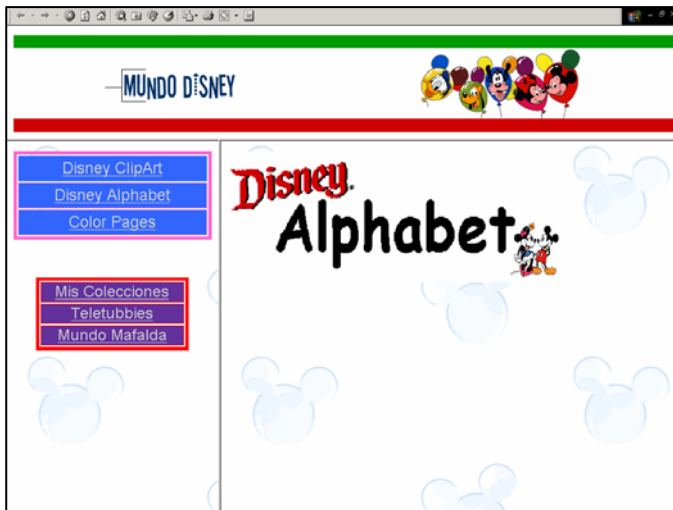 MUNDO DISNEY
Disney ClipArt
Disney Alphabet
Color Pages
Mis Colecciones
Teletubbies
Mundo Mafalda
Disney.
Alphabet